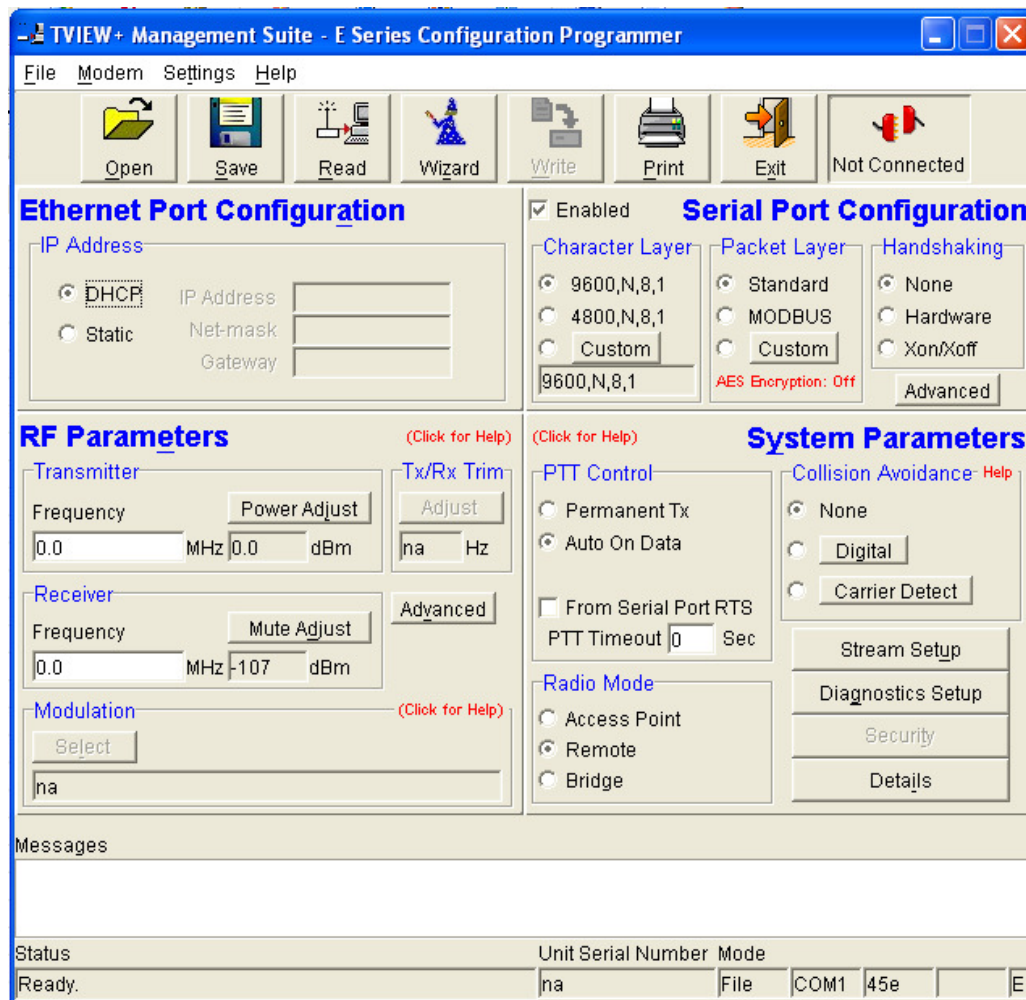 TVIEW+ Management Suite - E Series Configuration Programmer
File Modem Settings Help
Open Save Read Wizard Write Print Exit Not Connected
Ethernet Port Configuration
IP Address
DHCP
Static
IP Address
Net-mask
Gateway
Enabled
Serial Port Configuration
Character Layer
9600,N,8,1
4800,N,8,1
Custom
9600,N,8,1
Packet Layer
Standard
MODBUS
Custom
AES Encryption: Off
Handshaking
None
Hardware
Xon/Xoff
Advanced
RF Parameters
(Click for Help)
Transmitter
Frequency
Power Adjust
0.0 MHz 0.0 dBm
Tx/Rx Trim
Adjust
na Hz
Receiver
Frequency
Mute Adjust
0.0 MHz -107 dBm
Advanced
Modulation
(Click for Help)
Select
na
(Click for Help)
System Parameters
PTT Control
Permanent Tx
Auto On Data
From Serial Port RTS
PTT Timeout 0 Sec
Collision Avoidance Help
None
Digital
Carrier Detect
Radio Mode
Access Point
Remote
Bridge
Stream Setup
Diagnostics Setup
Security
Details
Messages
Status Unit Serial Number Mode
Ready. na File COM1 45e E